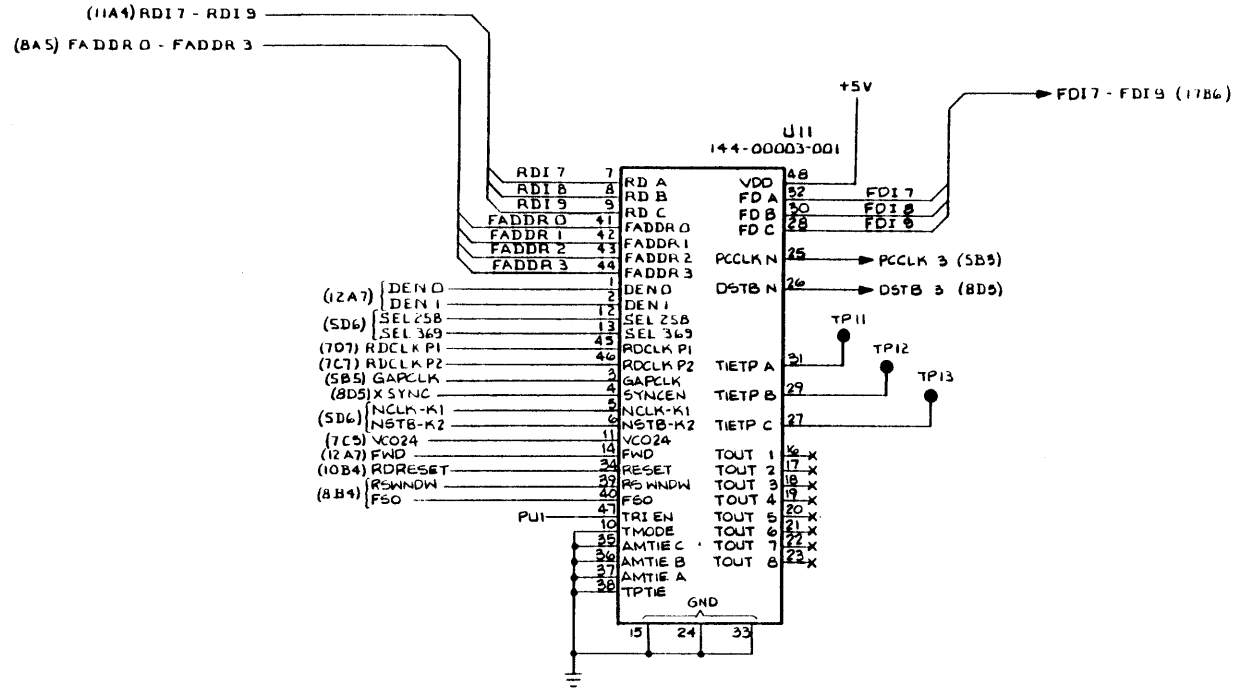 (11A4) RDI 7 - RDI 9
(8A5) FADDR 0 - FADDR 3
+5V
FDI 7 - FDI 9 (17B6)
U11
144-00003-001
RDI 7 7 RD A
RDI 8 8 RD B
RDI 9 9 RD C
FADDR 0 41 FADDR 0
FADDR 1 42 FADDR 1
FADDR 2 43 FADDR 2
FADDR 3 44 FADDR 3
(12A7) DEN 0 1 DEN 0
DEN 1 2 DEN 1
(5D6) SEL 258 12 SEL 258
SEL 369 13 SEL 369
(7D7) RDCLK P1 45 RDCLK P1
(7C7) RDCLK P2 46 RDCLK P2
(5B5) GAPCLK 3 GAPCLK
(8D5) X SYNC 4 SYNCEN
(5D6) NCLK-K1 5 NCLK-K1
NSTB-K2 6 NSTB-K2
(7C5) VCO24 11 VCO24
(12A7) FWD 14 FWD
(10B4) RDRESET 34 RESET
(8B4) RSWNDW 39 RSWNDW
FSO 40 FSO
PU1 47 TRI EN
10 TMODE
35 AMTIE C
36 AMTIE B
37 AMTIE A
38 TPTIE
VDD 48
FD A 32 FDI 7
FD B 30 FDI 8
FD C 28 FDI 9
PCCLK N 25 PCCLK 3 (5B3)
DSTB N 26 DSTB 3 (8D5)
TIETP A 31 TP11
TIETP B 29 TP12
TIETP C 27 TP13
TOUT 1 16 X
TOUT 2 17 X
TOUT 3 18 X
TOUT 4 19 X
TOUT 5 20 X
TOUT 6 21 X
TOUT 7 22 X
TOUT 8 23 X
GND
15 24 33